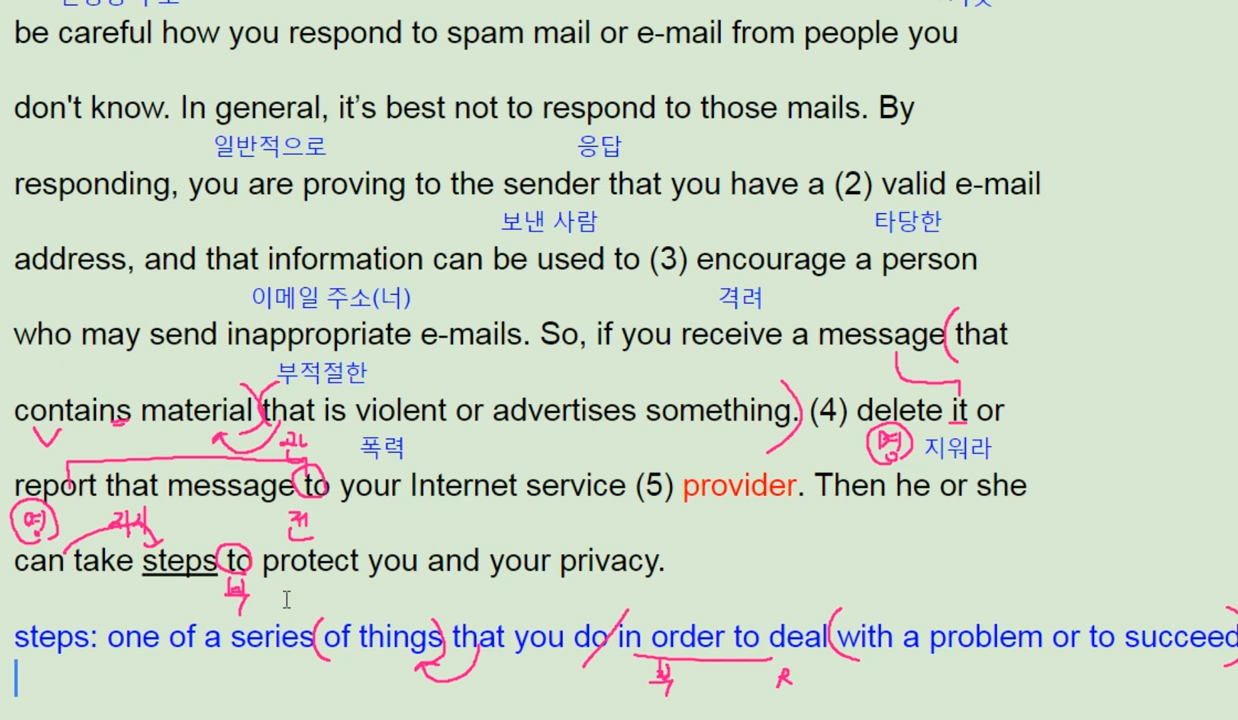 be careful how you respond to spam mail or e-mail from people you
don't know. In general, it’s best not to respond to those mails. By
일반적으로 응답
responding, you are proving to the sender that you have a (2) valid e-mail
보낸 사람 타당한
address, and that information can be used to (3) encourage a person
이메일 주소(너) 격려
who may send inappropriate e-mails. So, if you receive a message that
부적절한
contains material that is violent or advertises something. (4) delete it or
폭력 명 지워라
report that message to your Internet service (5) provider. Then he or she
명 전
can take steps to protect you and your privacy.
steps: one of a series of things that you do in order to deal with a problem or to succeed
R